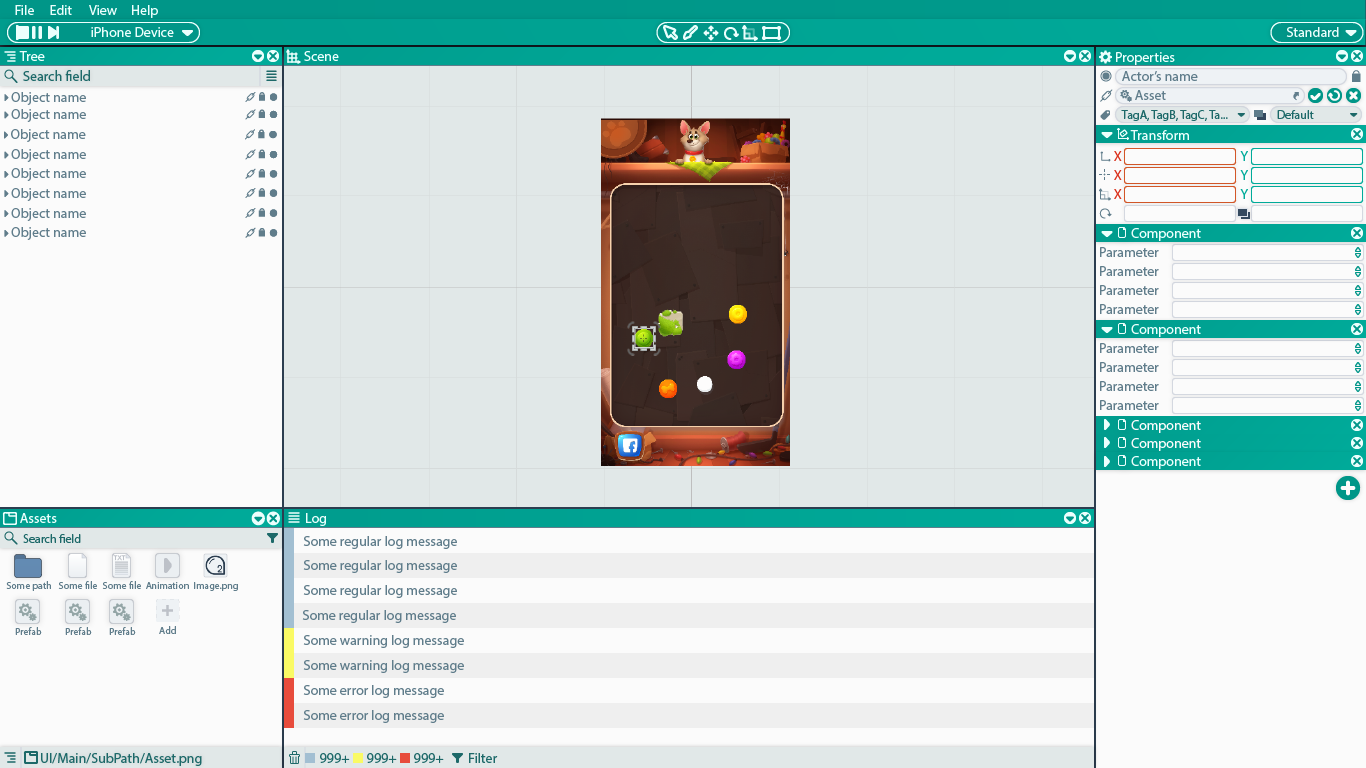 File Edit View Help
iPhone Device
Standard
Tree
Search field
Object name
Object name
Object name
Object name
Object name
Object name
Object name
Object name
Scene
f
Properties
Actor's name
Asset
TagA, TagB, TagC, Ta...
Default
Transform
X Y
X Y
X Y
Component
Parameter
Parameter
Parameter
Parameter
Component
Parameter
Parameter
Parameter
Parameter
Component
Component
Component
Assets
Search field
TXT
2
Some path Some file Some file Animation Image.png
Prefab Prefab Prefab Add
UI/Main/SubPath/Asset.png
Log
Some regular log message
Some regular log message
Some regular log message
Some regular log message
Some warning log message
Some warning log message
Some error log message
Some error log message
999+ 999+ 999+ Filter